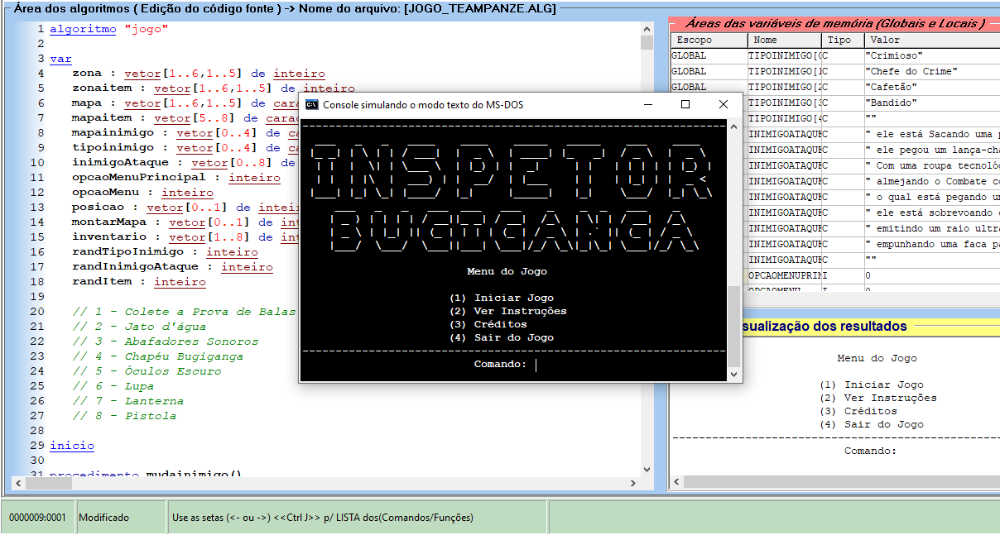 Área dos algoritmos ( Edição do código fonte ) -> Nome do arquivo: [JOGO_TEAMPANZE.ALG]
1 algoritmo "jogo"
2
3 var
4 zona : vetor[1..6,1..5] de inteiro
5 zonaitem : vetor[1..6,1..5] de inteiro
6 mapa : vetor[1..6,1..5] de cara
7 mapaitem : vetor[5..8] de carac
8 mapainimigo : vetor[0..4] de ca
9 tipoinimigo : vetor[0..4] de ca
10 inimigoAtaque : vetor[0..8] de
11 opcaoMenuPrincipal : inteiro
12 opcaoMenu : inteiro
13 posicao : vetor[0..1] de inteir
14 montarMapa : vetor[0..1] de int
15 inventario : vetor[1..8] de int
16 randTipoInimigo : inteiro
17 randInimigoAtaque : inteiro
18 randItem : inteiro
19
20 // 1 - Colete a Prova de Balas
21 // 2 - Jato d'água
22 // 3 - Abafadores Sonoros
23 // 4 - Chapéu Bugiganga
24 // 5 - Óculos Escuro
25 // 6 - Lupa
26 // 7 - Lanterna
27 // 8 - Pistola
28
29 inicio
30
31 procedimento mudainimigo()
Console simulando o modo texto do MS-DOS
INSPETOR
BUGIGANGA
Menu do Jogo
(1) Iniciar Jogo
(2) Ver Instruções
(3) Créditos
(4) Sair do Jogo
Comando:
Áreas das variáveis de memória (Globais e Locais )
Escopo Nome Tipo Valor
GLOBAL TIPOINIMIGO[0 C "Crimioso"
GLOBAL TIPOINIMIGO[1 C "Chefe do Crime"
GLOBAL TIPOINIMIGO[2 C "Cafetão"
TIPOINIMIGO[3 C "Bandido"
TIPOINIMIGO[4 C ""
INIMIGOATAQUE C " ele está Sacando uma p
INIMIGOATAQUE C " ele pegou um lança-cha
INIMIGOATAQUE C " Com uma roupa tecnológ
INIMIGOATAQUE C " almejando o Combate co
INIMIGOATAQUE C " o qual está pegando um
INIMIGOATAQUE C " ele está sobrevoando o
INIMIGOATAQUE C " emitindo um raio ultra
INIMIGOATAQUE C " empunhando uma faca pa
INIMIGOATAQUE C ""
OPCAOMENUPRIN I 0
OPCAOMENU I 0
sualização dos resultados
Menu do Jogo
(1) Iniciar Jogo
(2) Ver Instruções
(3) Créditos
(4) Sair do Jogo
Comando:
0000009:0001 Modificado Use as setas (<- ou ->) <<Ctrl J>> p/ LISTA dos(Comandos/Funções)